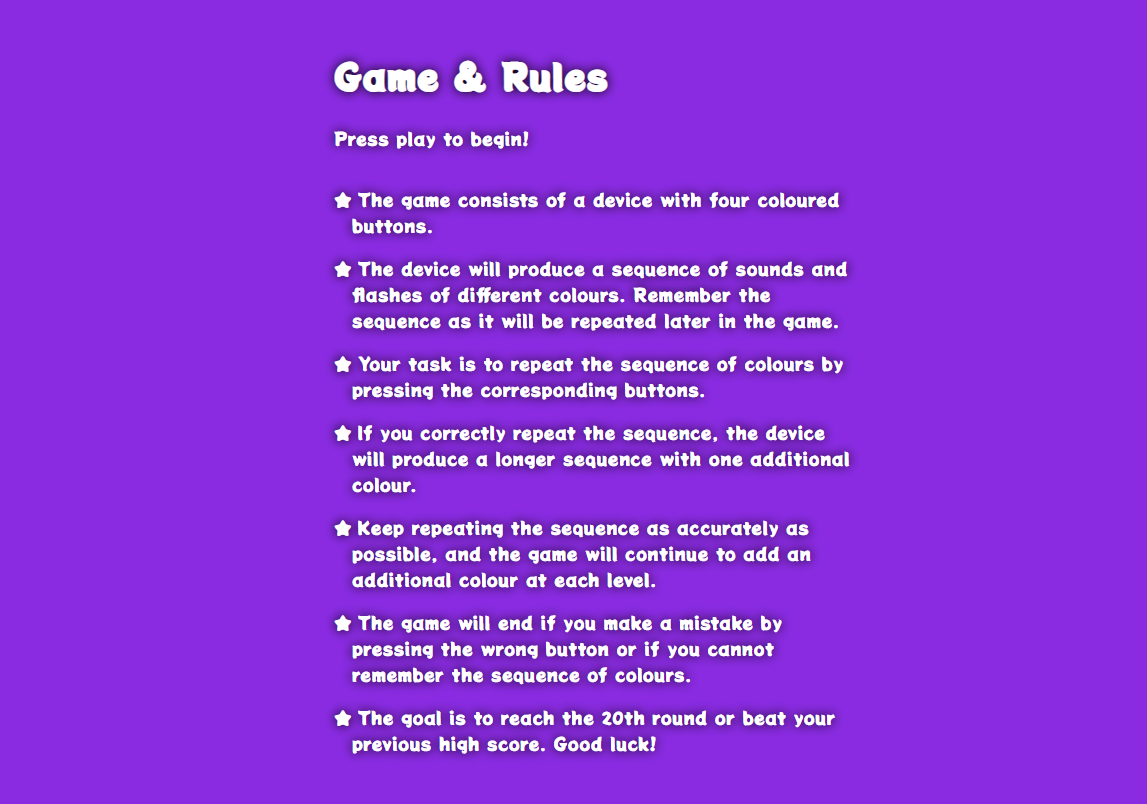 Game & Rules
Press play to begin!
The game consists of a device with four coloured
buttons.
The device will produce a sequence of sounds and
flashes of different colours. Remember the
sequence as it will be repeated later in the game.
Your task is to repeat the sequence of colours by
pressing the corresponding buttons.
If you correctly repeat the sequence, the device
will produce a longer sequence with one additional
colour.
Keep repeating the sequence as accurately as
possible, and the game will continue to add an
additional colour at each level.
The game will end if you make a mistake by
pressing the wrong button or if you cannot
remember the sequence of colours.
The goal is to reach the 20th round or beat your
previous high score. Good luck!